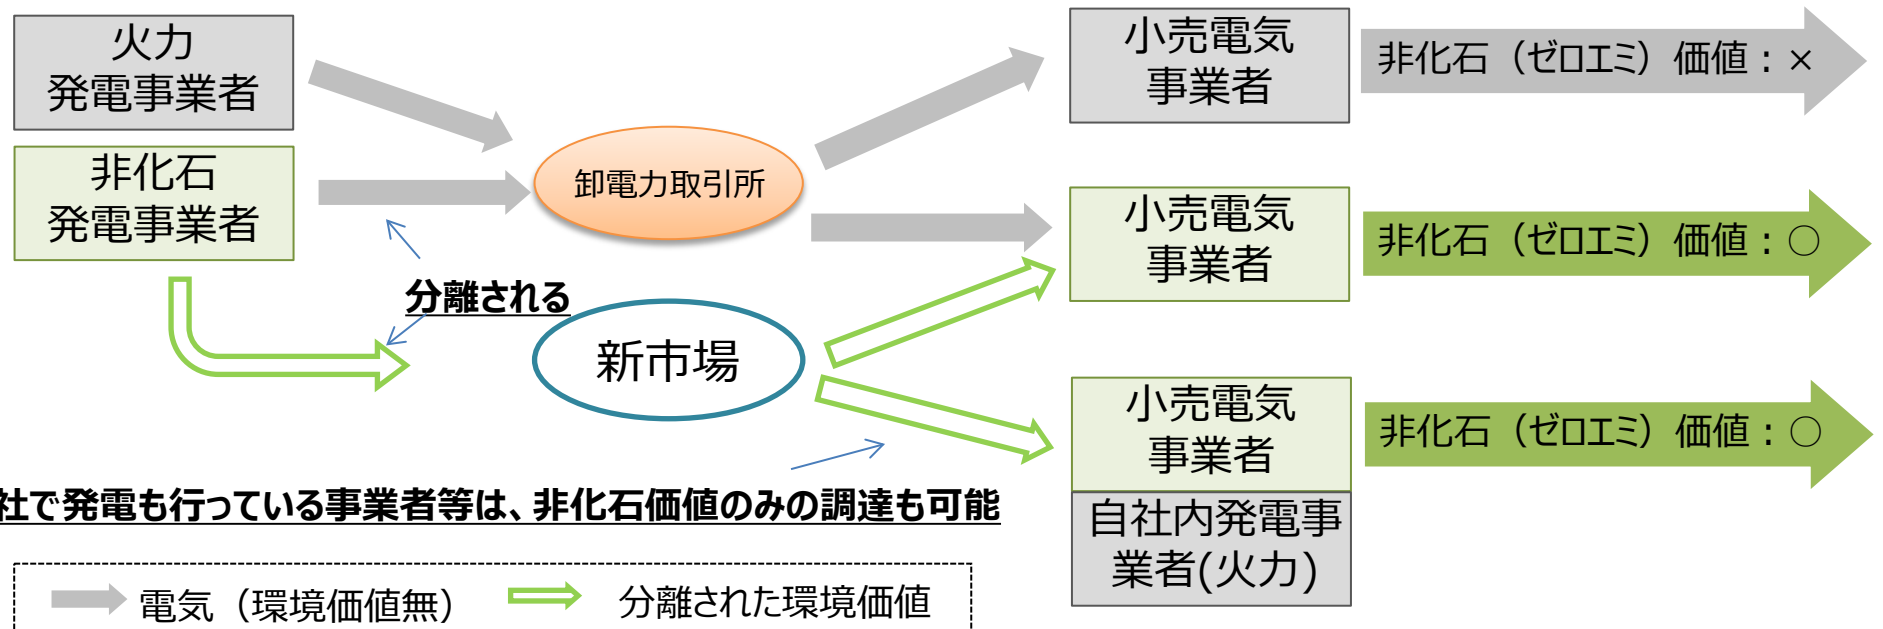 火力
発電事業者
非化石
発電事業者
卸電力取引所
分離される
新市場
小売電気
事業者
非化石（ゼロエミ）価値：×
小売電気
事業者
非化石（ゼロエミ）価値：○
小売電気
事業者
非化石（ゼロエミ）価値：○
自社内発電事
業者(火力)
社で発電も行っている事業者等は、非化石価値のみの調達も可能
電気（環境価値無）
分離された環境価値